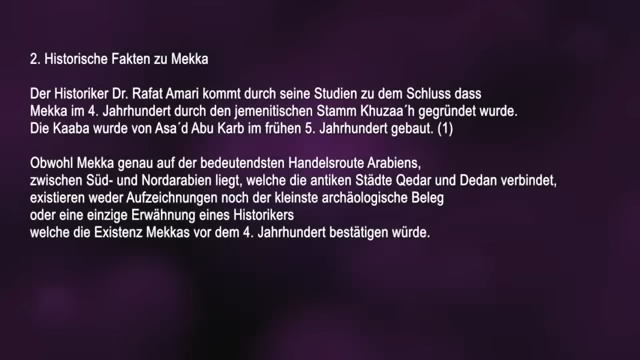 2. Historische Fakten zu Mekka
Der Historiker Dr. Rafat Amari kommt durch seine Studien zu dem Schluss dass
Mekka im 4. Jahrhundert durch den jemenitischen Stamm Khuzaa´h gegründet wurde.
Die Kaaba wurde von Asa´d Abu Karb im frühen 5. Jahrhundert gebaut. (1)
Obwohl Mekka genau auf der bedeutendsten Handelsroute Arabiens,
zwischen Süd- und Nordarabien liegt, welche die antiken Städte Qedar und Dedan verbindet,
existieren weder Aufzeichnungen noch der kleinste archäologische Beleg
oder eine einzige Erwähnung eines Historikers
welche die Existenz Mekkas vor dem 4. Jahrhundert bestätigen würde.